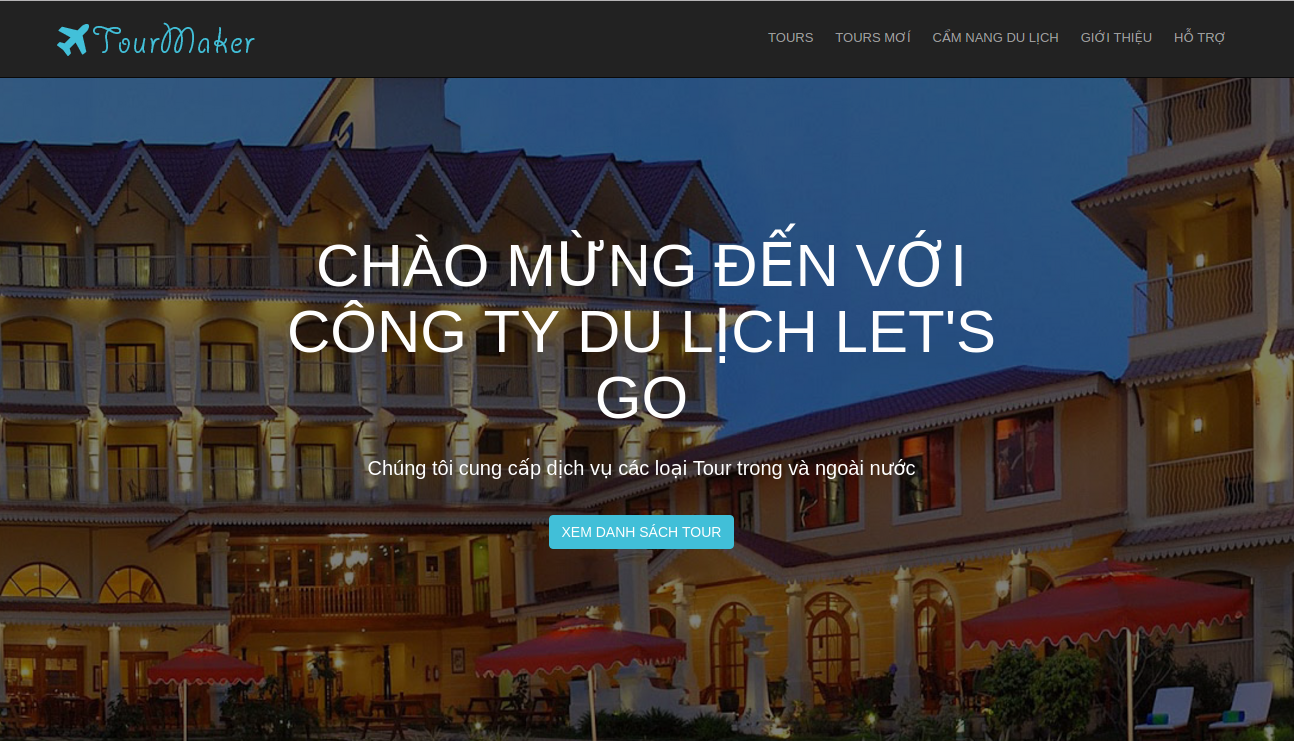 TourMaker
TOURS TOURS MƠÍ CẨM NANG DU LỊCH GIỚI THIỆU HỖ TRỢ
CHÀO MỪNG ĐẾN VỚI
CÔNG TY DU LỊCH LET'S
GO
Chúng tôi cung cấp dịch vụ các loại Tour trong và ngoài nước
XEM DANH SÁCH TOUR